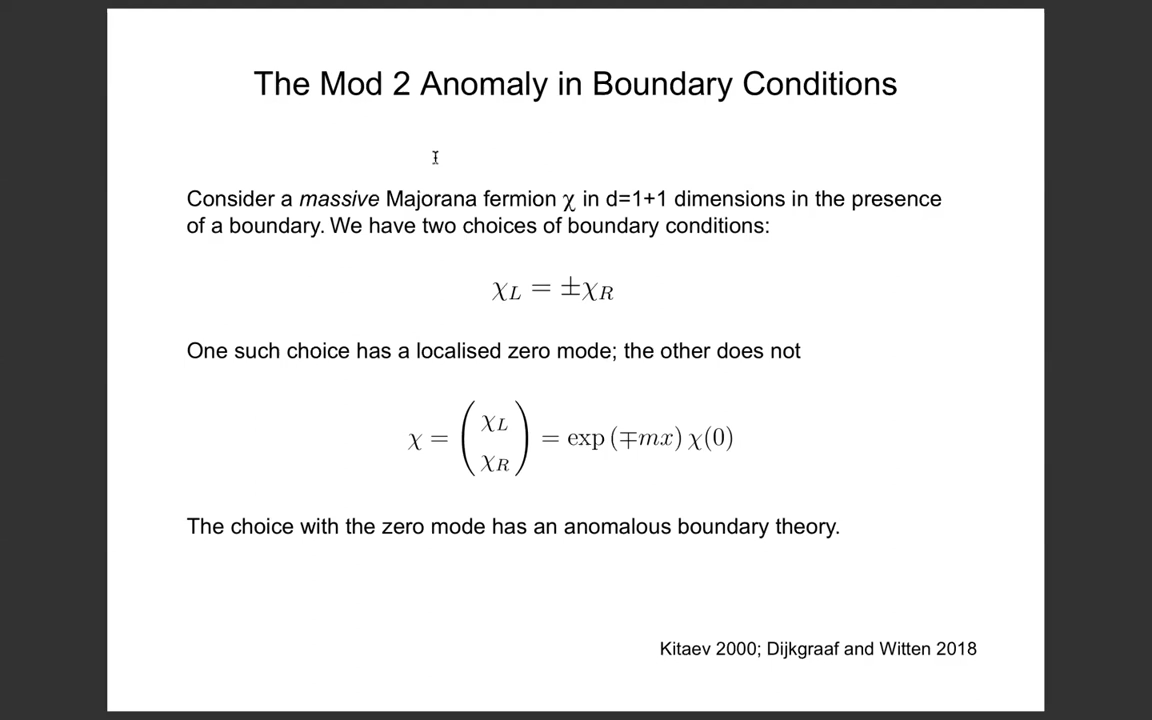 The Mod 2 Anomaly in Boundary Conditions
Consider a massive Majorana fermion χ in d=1+1 dimensions in the presence
of a boundary. We have two choices of boundary conditions:
χ_L = ±χ_R
One such choice has a localised zero mode; the other does not
χ = (χ_L χ_R) = exp (∓mx) χ(0)
The choice with the zero mode has an anomalous boundary theory.
Kitaev 2000; Dijkgraaf and Witten 2018